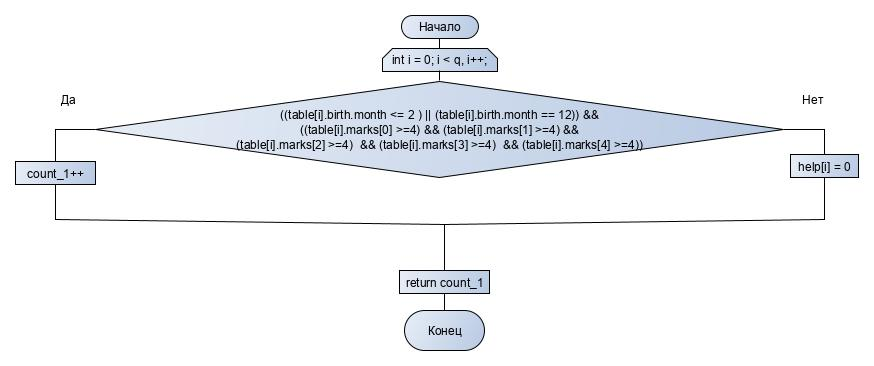 Начало
int i = 0; i < q, i++;
Да
Нет
((table[i].birth.month <= 2 ) || (table[i].birth.month == 12)) &&
((table[i].marks[0] >=4) && (table[i].marks[1] >=4) &&
(table[i].marks[2] >=4)  && (table[i].marks[3] >=4)  && (table[i].marks[4] >=4))
count_1++
help[i] = 0
return count_1
Конец